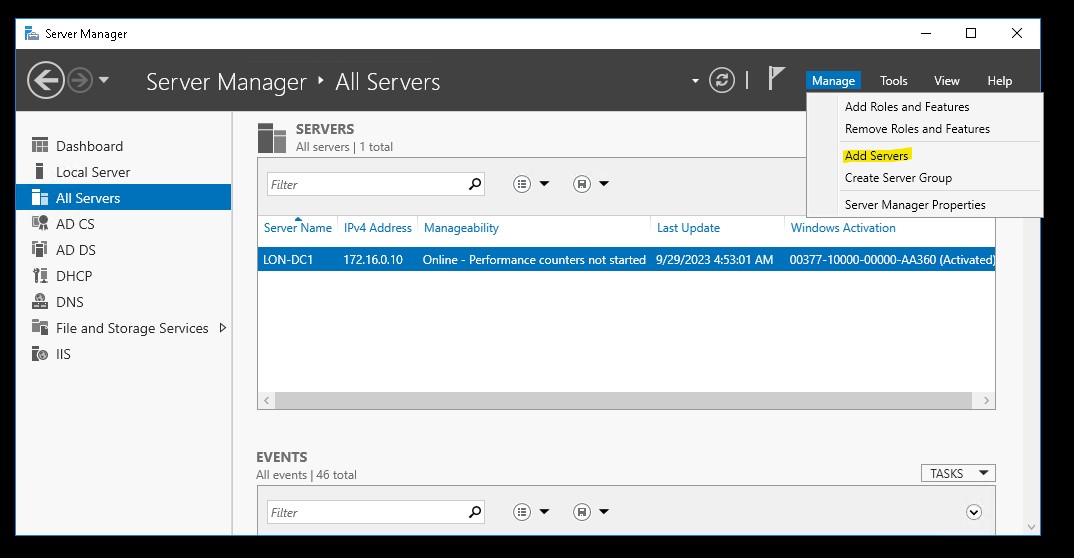 Server Manager
Server Manager ‣ All Servers
Manage Tools View Help
Add Roles and Features
Remove Roles and Features
Add Servers
Create Server Group
Server Manager Properties
Dashboard
Local Server
All Servers
AD CS
AD DS
DHCP
DNS
File and Storage Services
IIS
SERVERS
All servers | 1 total
Filter
Server Name IPv4 Address Manageability Last Update Windows Activation
LON-DC1 172.16.0.10 Online - Performance counters not started 9/29/2023 4:53:01 AM 00377-10000-00000-AA360 (Activated)
EVENTS
All events | 46 total
TASKS
Filter